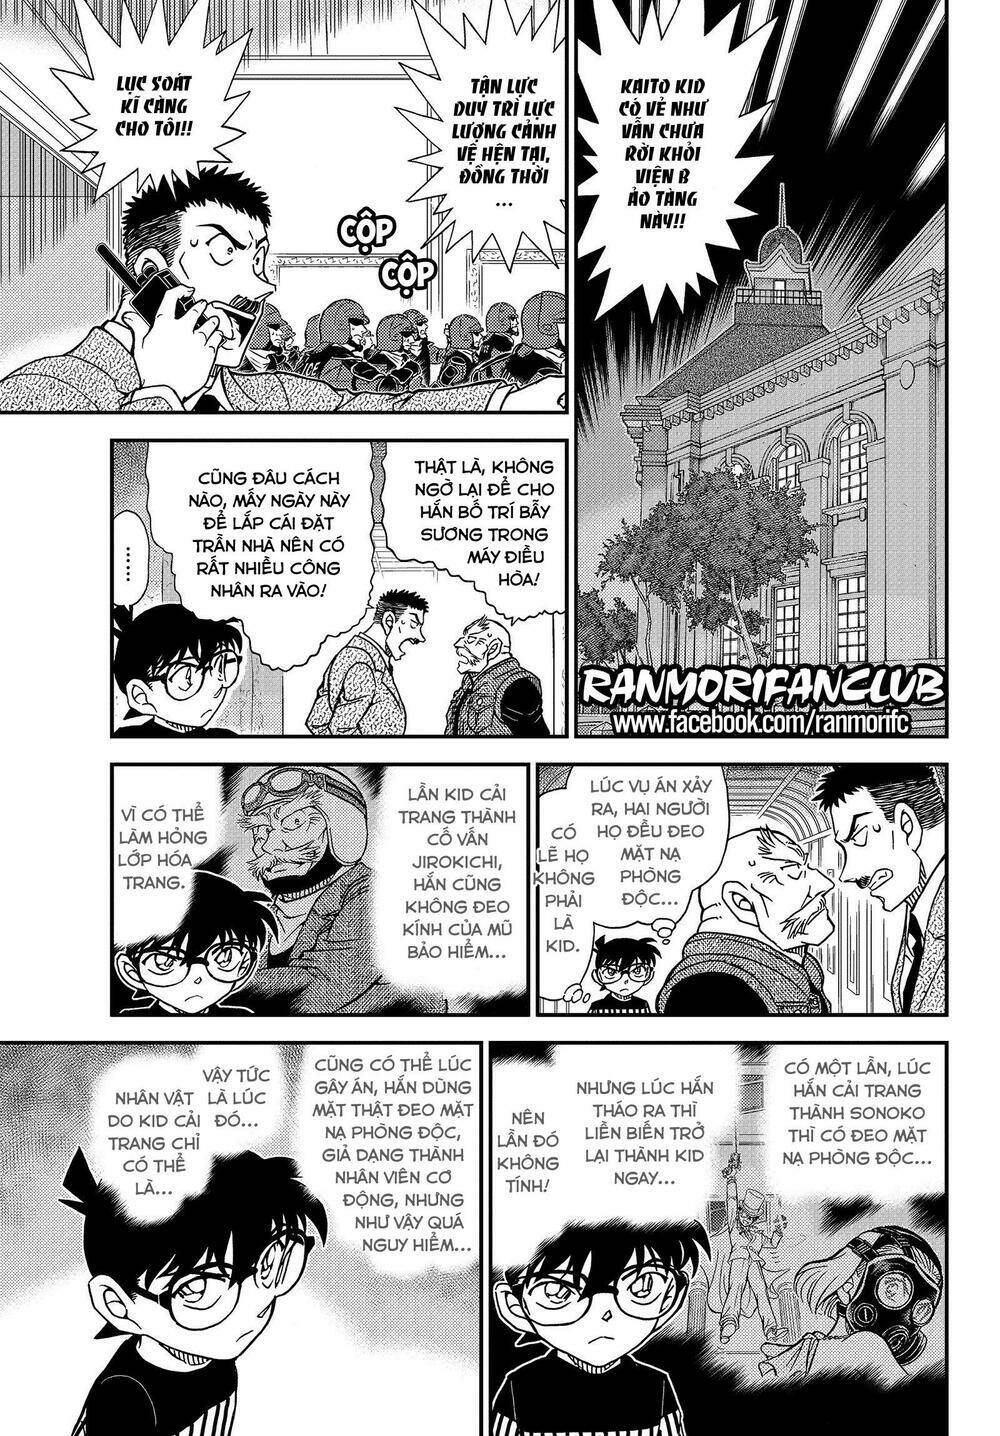 KAITO KID
CÓ VẺ NHƯ
VẪN CHƯA
RỜI KHỎI
VIỆN B
ẢO TÀNG
NÀY!!
TẬN LỰC
DUY TRÌ LỰC
LƯỢNG CẢNH
VỆ HỆN TẠI,
ĐỒNG THỜI
...
LỤC SOÁT
KĨ CÀNG
CHO TÔI!!
CỘP
CỘP
RANMORIFANCLUB
www.facebook.com/ranmorifc
THẬT LÀ, KHÔNG
NGỜ LẠI ĐỂ CHO
HẮN BỐ TRÍ BẪY
SƯƠNG TRONG
MÁY ĐIỀU
HÒA!
CŨNG ĐÂU CÁCH
NÀO, MẤY NGÀY NÀY
ĐỂ LẮP CÁI ĐẶT
TRẦN NHÀ NÊN CÓ
RẤT NHIỀU CÔNG
NHÂN RA VÀO!
......
LÚC VỤ ÁN XẢY
RA, HAI NGƯỜI
HỌ ĐỀU ĐEO
MẶT NẠ
PHÒNG
ĐỘC...
CÓ
LẼ HỌ
KHÔNG
PHẢI
LÀ KID.
LẦN KID CẢI
TRANG THÀNH
CỐ VẤN
JIROKICHI,
HẮN CŨNG
KHÔNG ĐEO
KÍNH CỦA MŨ
BẢO HIỂM...
VÌ CÓ THỂ
LÀM HỎNG
LỚP HÓA
TRANG.
CÓ MỘT LẦN, LÚC
HẮN CẢI TRANG
THÀNH SONOKO
THÌ CÓ ĐEO MẶT
NẠ PHÒNG ĐỘC...
NHƯNG LÚC HẮN
THÁO RA THÌ
LIỀN BIẾN TRỞ
LẠI THÀNH KID
NGAY...
NÊN
LẦN ĐÓ
KHÔNG
TÍNH!
CŨNG CÓ THỂ LÚC
GÂY ÁN, HẮN DÙNG
MẶT THẬT ĐEO MẶT
NẠ PHÒNG ĐỘC,
GIẢ DẠNG THÀNH
NHÂN VIÊN CƠ
ĐỘNG, NHƯNG
NHƯ VẬY QUÁ
NGUY HIỂM...
VẬY TỨC
LÀ LÚC
ĐÓ...
NHÂN VẬT
DO KID CẢI
TRANG CHỈ
CÓ THỂ
LÀ...